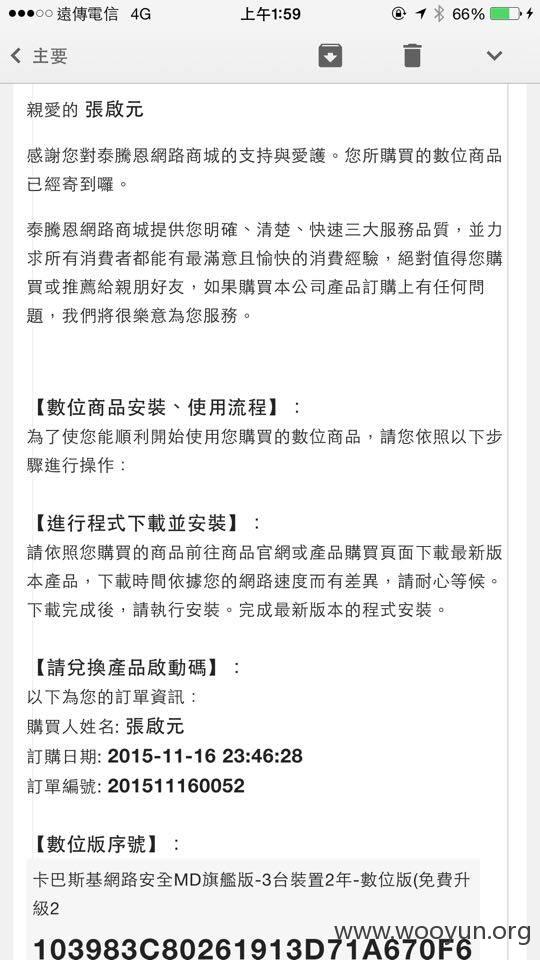 遠傳電信 4G 上午1:59 66%
主要
親愛的 張啟元
感謝您對泰騰恩網路商城的支持與愛護。您所購買的數位商品
已經寄到囉。
泰騰恩網路商城提供您明確、清楚、快速三大服務品質，並力
求所有消費者都能有最滿意且愉快的消費經驗，絕對值得您購
買或推薦給親朋好友，如果購買本公司產品訂購上有任何問
題，我們將很樂意為您服務。
【數位商品安裝、使用流程】：
為了使您能順利開始使用您購買的數位商品，請您依照以下步
驟進行操作：
【進行程式下載並安裝】：
請依照您購買的商品前往商品官網或產品購買頁面下載最新版
本產品，下載時間依據您的網路速度而有差異，請耐心等候。
下載完成後，請執行安裝。完成最新版本的程式安裝。
【請兌換產品啟動碼】：
以下為您的訂單資訊：
購買人姓名: 張啟元
訂購日期: 2015-11-16 23:46:28
訂單編號: 201511160052
【數位版序號】：
卡巴斯基網路安全MD旗艦版-3台裝置2年-數位版(免費升
級2
103983C80261913D71A670F6
www.wooyun.org